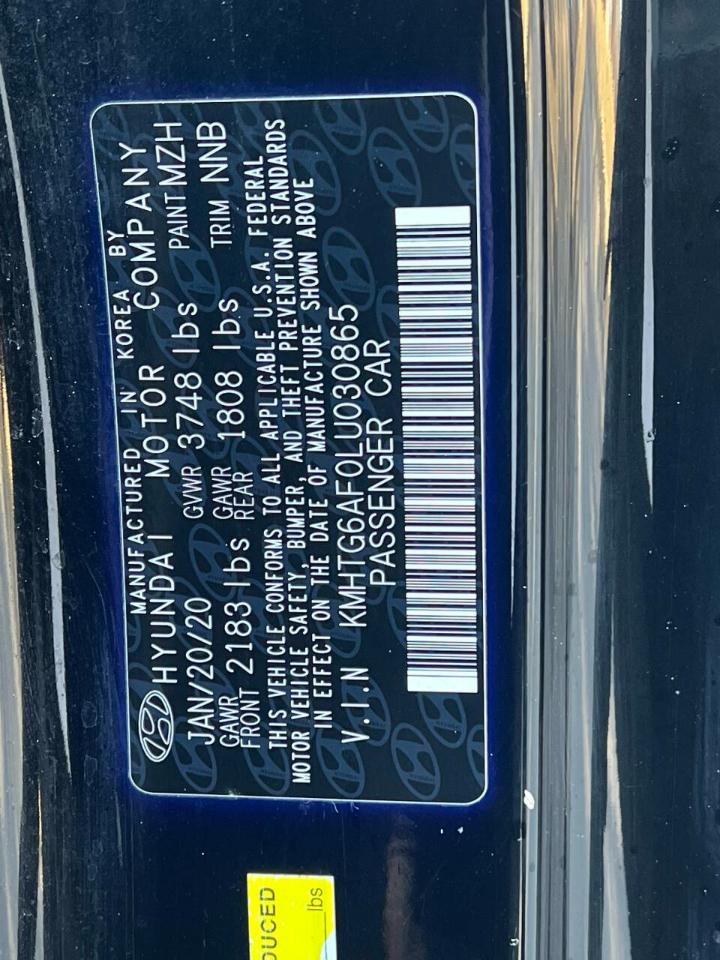 MANUFACTURED IN KOREA BY
HYUNDAI MOTOR COMPANY
JAN/20/20 GVWR 3748 lbs PAINT MZH
GAWR FRONT 2183 lbs GAWR REAR 1808 lbs TRIM NNB
THIS VEHICLE CONFORMS TO ALL APPLICABLE U.S.A. FEDERAL
MOTOR VEHICLE SAFETY, BUMPER, AND THEFT PREVENTION STANDARDS
IN EFFECT ON THE DATE OF MANUFACTURE SHOWN ABOVE
V.I.N KMHTG6AF0LU030865
PASSENGER CAR
DUCED
lbs